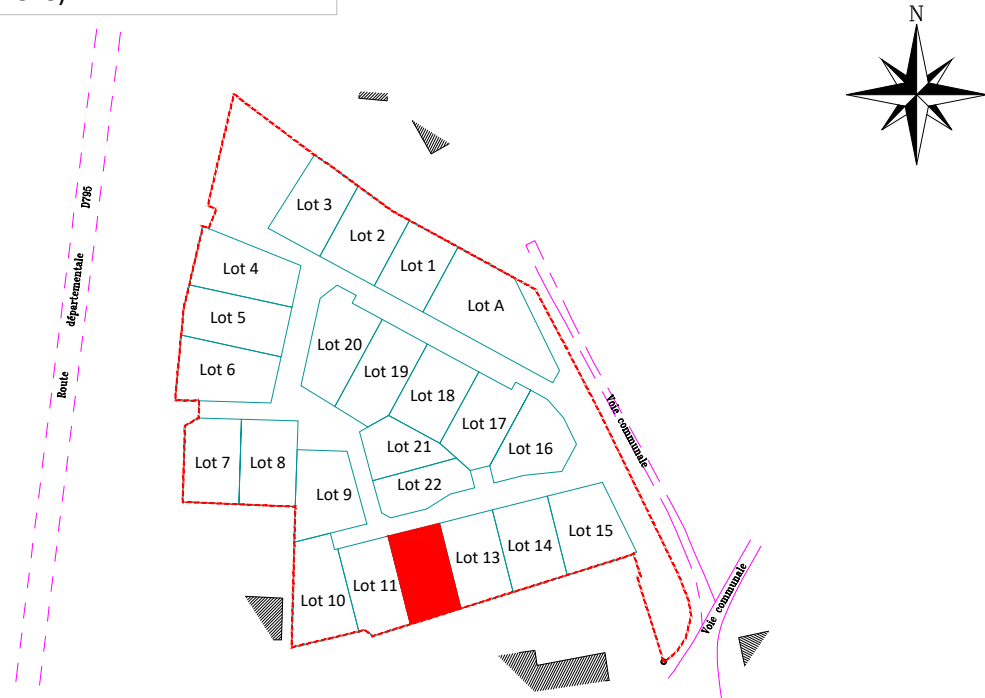 N
Lot 3
Lot 2
Lot 1
Lot A
Lot 4
Lot 5
Lot 6
Lot 20
Lot 19
Lot 18
Lot 17
Lot 16
Lot 21
Lot 22
Lot 7
Lot 8
Lot 9
Lot 10
Lot 11
Lot 13
Lot 14
Lot 15
Route départementale D795
Voie communale
Voie communale